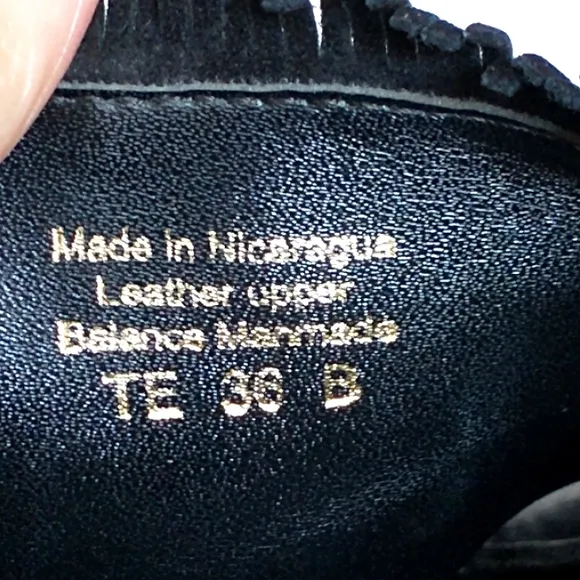 Made in Nicaragua
Leather upper
Balance Manmade
TE 36 B